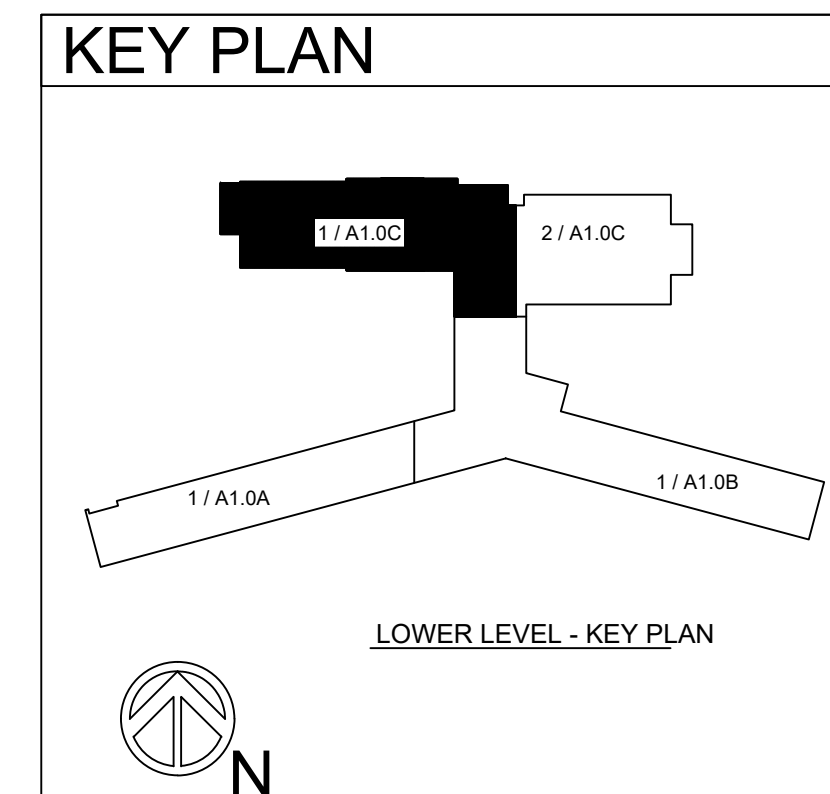 KEY PLAN
1 / A1.0C
2 / A1.0C
1 / A1.0A
1 / A1.0B
LOWER LEVEL - KEY PLAN
N